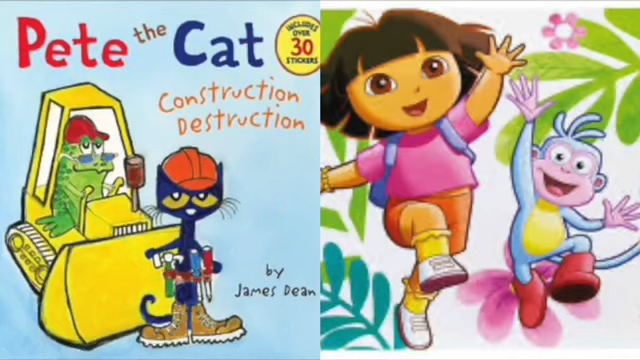 Pete the Cat
INCLUDES
OVER
30
STICKERS
Construction
Destruction
by
James Dean